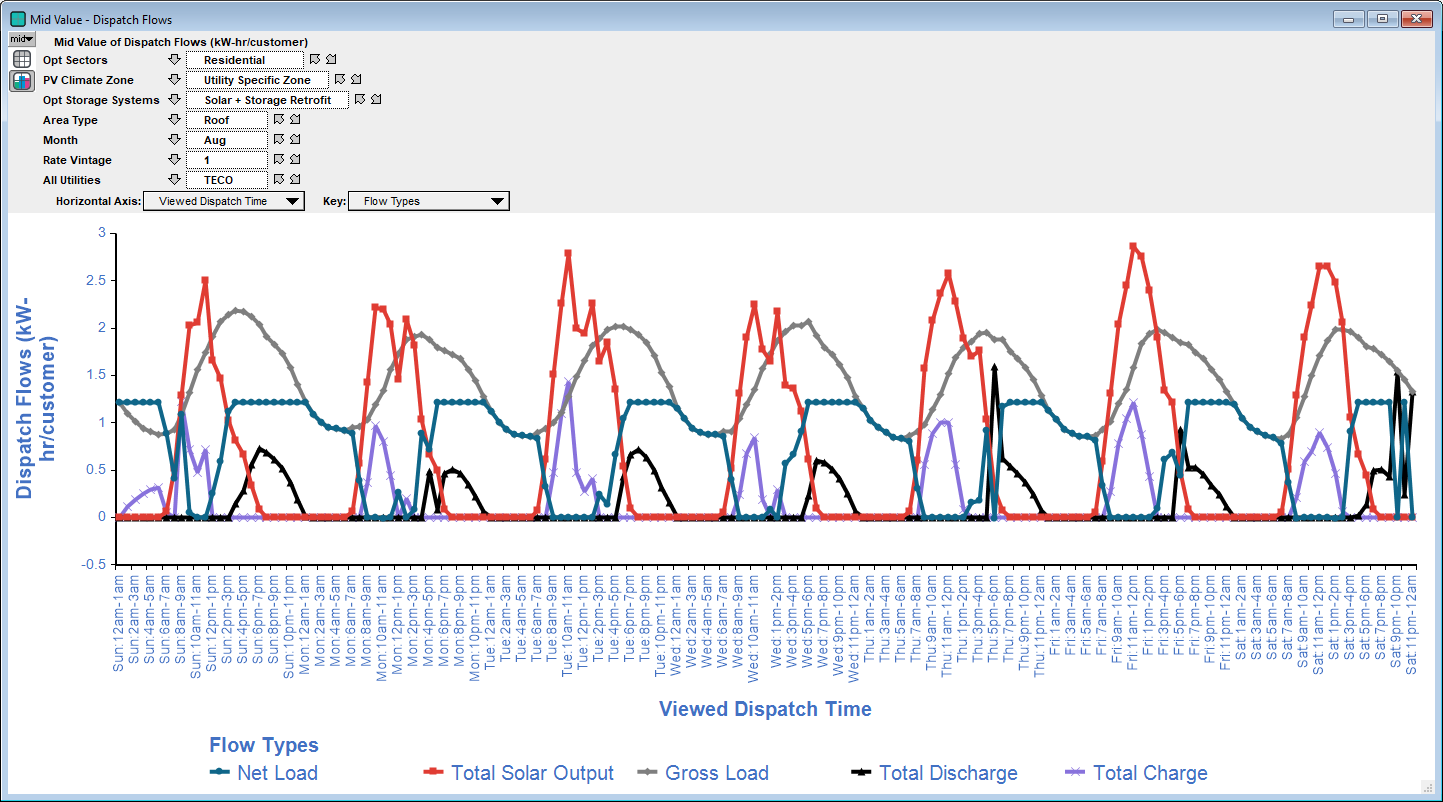 Mid Value - Dispatch Flows
mid
Mid Value of Dispatch Flows (kW-hr/customer)
Opt Sectors Residential
PV Climate Zone Utility Specific Zone
Opt Storage Systems Solar + Storage Retrofit
Area Type Roof
Month Aug
Rate Vintage 1
All Utilities TECO
Horizontal Axis: Viewed Dispatch Time Key: Flow Types
Dispatch Flows (kW-
hr/customer)
3
2.5
2
1.5
1
0.5
0
-0.5
Sun:12am-1am
Sun:2am-3am
Sun:4am-5am
Sun:6am-7am
Sun:8am-9am
Sun:10am-11am
Sun:12pm-1pm
Sun:2pm-3pm
Sun:4pm-5pm
Sun:6pm-7pm
Sun:8pm-9pm
Sun:10pm-11pm
Mon:12am-1am
Mon:2am-3am
Mon:4am-5am
Mon:6am-7am
Mon:8am-9am
Mon:10am-11am
Mon:12pm-1pm
Mon:2pm-3pm
Mon:4pm-5pm
Mon:6pm-7pm
Mon:8pm-9pm
Mon:10pm-11pm
Tue:12am-1am
Tue:2am-3am
Tue:4am-5am
Tue:6am-7am
Tue:8am-9am
Tue:10am-11am
Tue:12pm-1pm
Tue:2pm-3pm
Tue:4pm-5pm
Tue:6pm-7pm
Tue:8pm-9pm
Tue:11pm-12am
Wed:12am-1am
Wed:2am-3am
Wed:4am-5am
Wed:6am-7am
Wed:8am-9am
Wed:10am-11am
Wed:1pm-2pm
Wed:3pm-4pm
Wed:5pm-6pm
Wed:7pm-8pm
Wed:9pm-10pm
Wed:11pm-12am
Thu:1am-2am
Thu:3am-4am
Thu:5am-6am
Thu:7am-8am
Thu:9am-10am
Thu:11am-12pm
Thu:1pm-2pm
Thu:3pm-4pm
Thu:5pm-6pm
Thu:7pm-8pm
Thu:9pm-10pm
Thu:11pm-12am
Fri:1am-2am
Fri:3am-4am
Fri:5am-6am
Fri:7am-8am
Fri:9am-10am
Fri:11am-12pm
Fri:1pm-2pm
Fri:3pm-4pm
Fri:5pm-6pm
Fri:7pm-8pm
Fri:9pm-10pm
Fri:11pm-12am
Sat:1am-2am
Sat:3am-4am
Sat:5am-6am
Sat:7am-8am
Sat:9am-10am
Sat:11am-12pm
Sat:1pm-2pm
Sat:3pm-4pm
Sat:5pm-6pm
Sat:7pm-8pm
Sat:9pm-10pm
Sat:11pm-12am
Viewed Dispatch Time
Flow Types
Net Load
Total Solar Output
Gross Load
Total Discharge
Total Charge